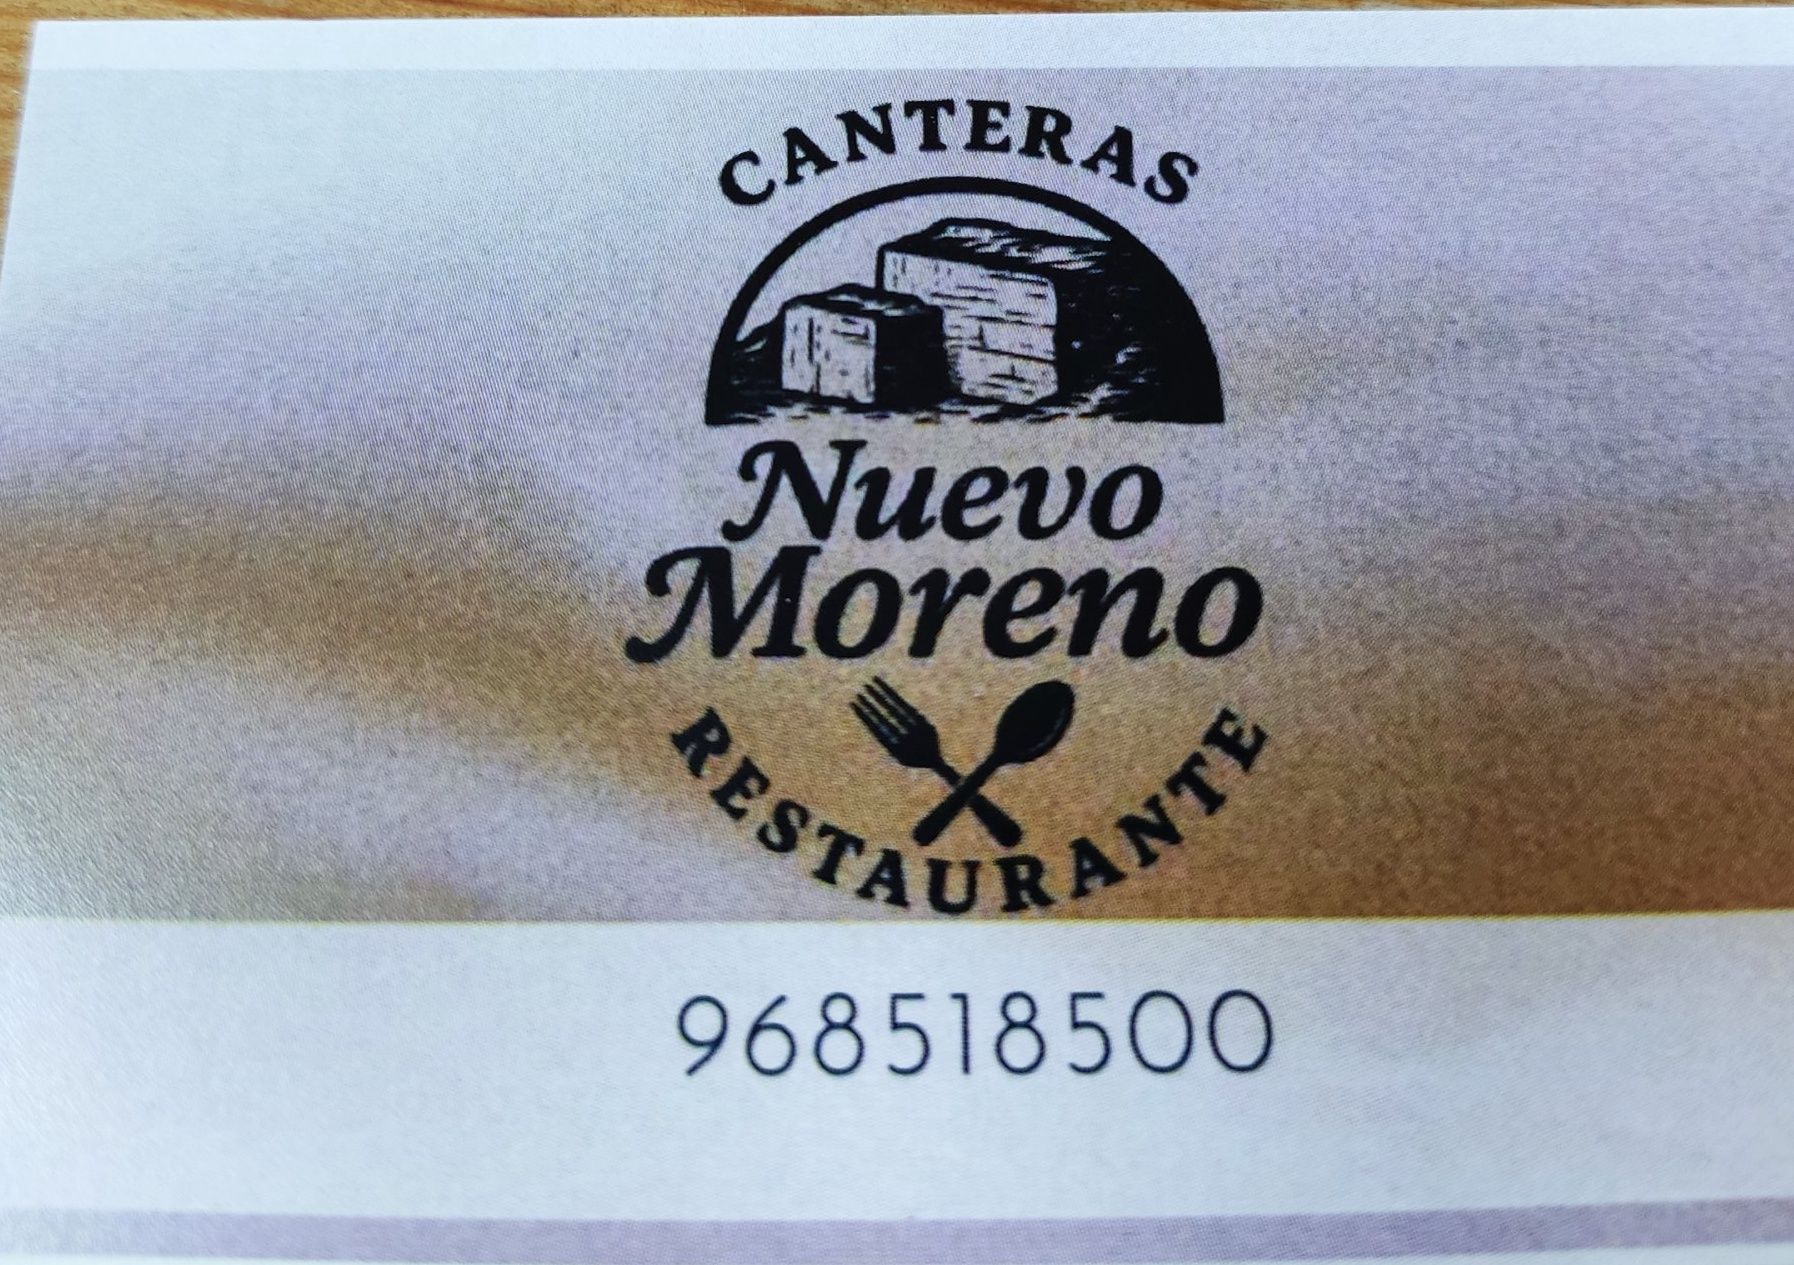 CANTERAS
Nuevo
Moreno
RESTAURANTE
968518500